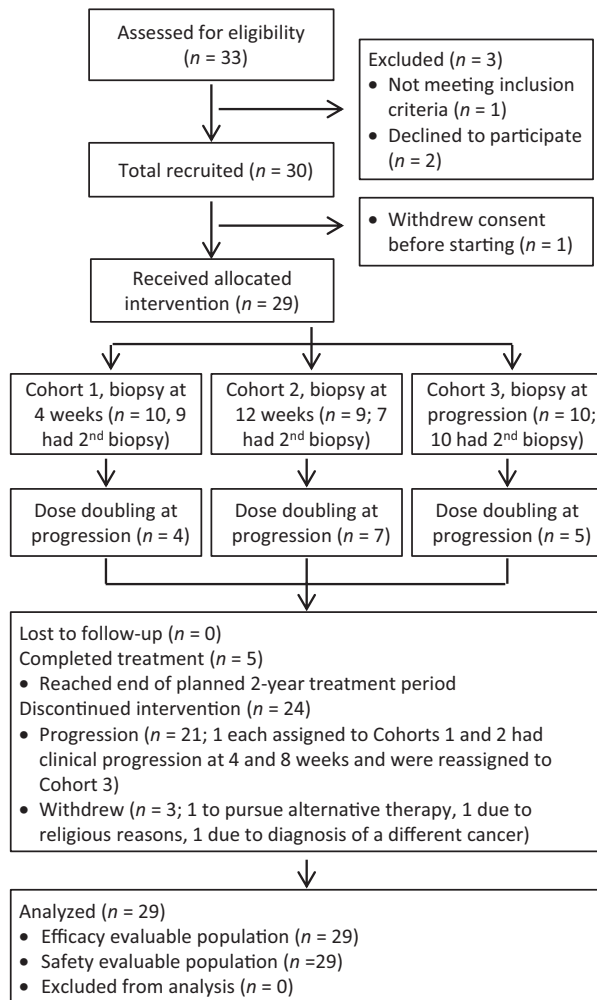 Assessed for eligibility
(n = 33)
Excluded (n = 3)
• Not meeting inclusion
criteria (n = 1)
• Declined to participate
(n = 2)
Total recruited (n = 30)
• Withdrew consent
before starting (n = 1)
Received allocated
intervention (n = 29)
Cohort 1, biopsy at
4 weeks (n = 10, 9
had 2nd biopsy)
Cohort 2, biopsy at
12 weeks (n = 9; 7
had 2nd biopsy)
Cohort 3, biopsy at
progression (n = 10;
10 had 2nd biopsy)
Dose doubling at
progression (n = 4)
Dose doubling at
progression (n = 7)
Dose doubling at
progression (n = 5)
Lost to follow-up (n = 0)
Completed treatment (n = 5)
• Reached end of planned 2-year treatment
period
Discontinued intervention (n = 24)
• Progression (n = 21; 1 each assigned to Cohorts 1 and 2 had
clinical progression at 4 and 8 weeks and were reassigned to
Cohort 3)
• Withdrew (n = 3; 1 to pursue alternative therapy, 1 due to
religious reasons, 1 due to diagnosis of a different cancer)
Analyzed (n = 29)
• Efficacy evaluable population (n = 29)
• Safety evaluable population (n =29)
• Excluded from analysis (n = 0)